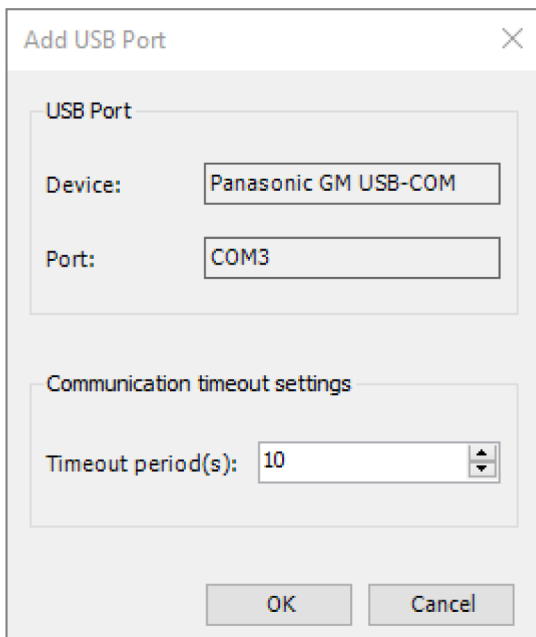 Add USB Port
USB Port
Device: Panasonic GM USB-COM
Port: COM3
Communication timeout settings
Timeout period(s): 10
OK Cancel